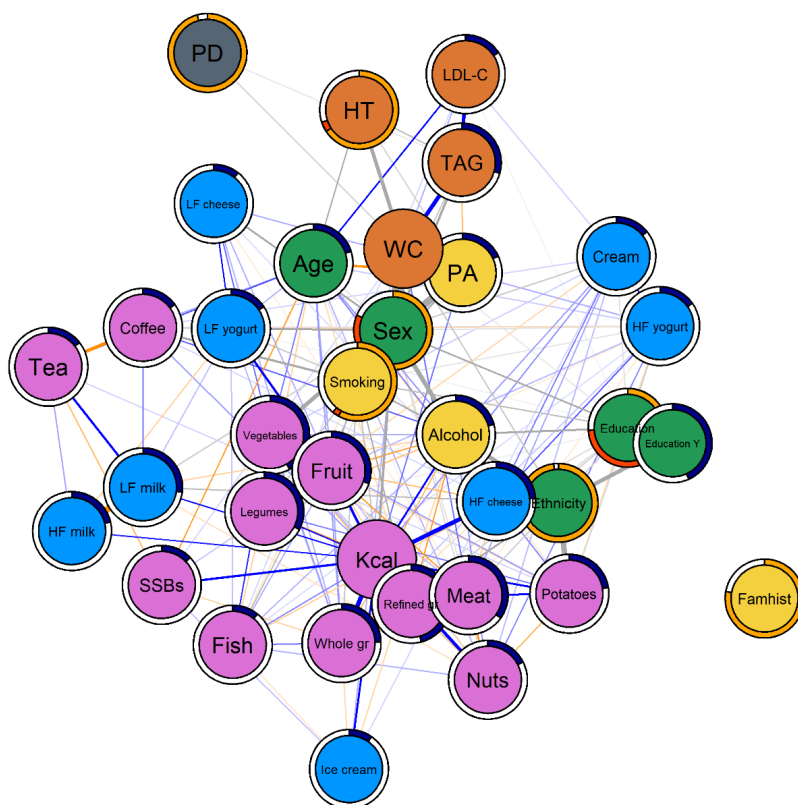 PD
LDL-C
HT
TAG
LF cheese
WC
Age
PA
Cream
Coffee
LF yogurt
Sex
HF yogurt
Tea
Smoking
Vegetables
Alcohol
Education
Education Y
Fruit
LF milk
Legumes
HF cheese
Ethnicity
HF milk
Kcal
SSBs
Refined gr
Meat
Potatoes
Famhist
Fish
Whole gr
Nuts
Ice cream